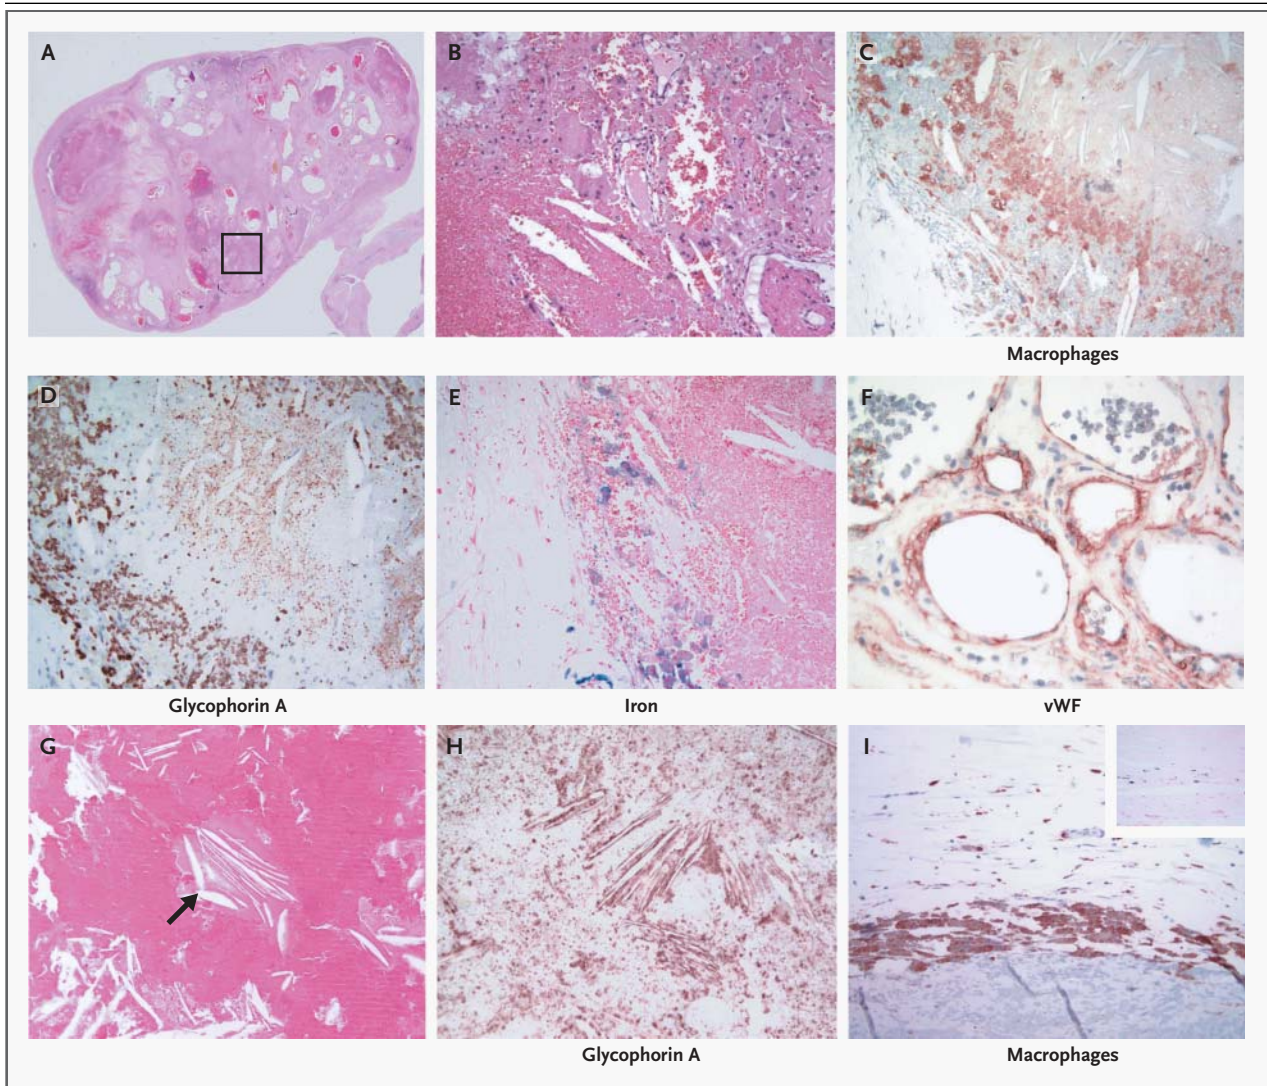 A B C
Macrophages
D E F
Glycophorin A Iron vWF
G H I
Glycophorin A Macrophages